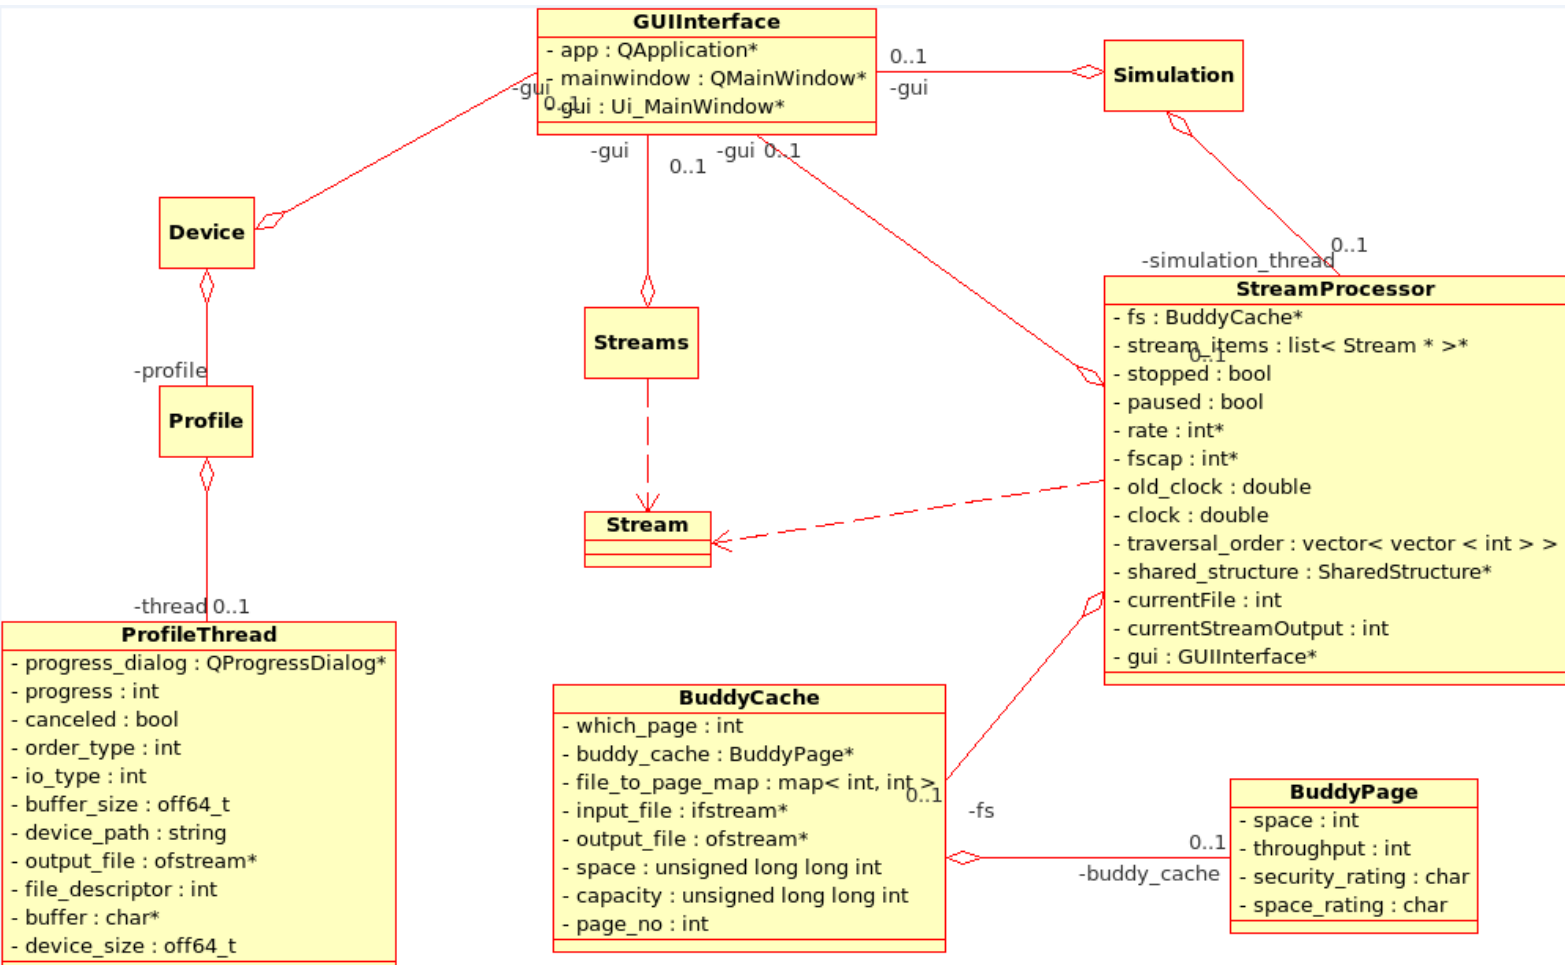 GUIInterface
- app : QApplication*
- mainwindow : QMainWindow*
- gui : Ui_MainWindow*
-gui
0..1
0..1
-gui
Simulation
-gui
0..1
-gui 0..1
Device
-profile
Profile
-thread 0..1
Streams
Stream
0..1
-simulation_thread
StreamProcessor
- fs : BuddyCache*
- stream_items : list< Stream * >*
0..1
- stopped : bool
- paused : bool
- rate : int*
- fscap : int*
- old_clock : double
- clock : double
- traversal_order : vector< vector < int > >
- shared_structure : SharedStructure*
- currentFile : int
- currentStreamOutput : int
- gui : GUIInterface*
ProfileThread
- progress_dialog : QProgressDialog*
- progress : int
- canceled : bool
- order_type : int
- io_type : int
- buffer_size : off64_t
- device_path : string
- output_file : ofstream*
- file_descriptor : int
- buffer : char*
- device_size : off64_t
BuddyCache
- which_page : int
- buddy_cache : BuddyPage*
- file_to_page_map : map< int, int >
- input_file : ifstream*
- output_file : ofstream*
- space : unsigned long long int
- capacity : unsigned long long int
- page_no : int
0..1
-fs
0..1
-buddy_cache
BuddyPage
- space : int
- throughput : int
- security_rating : char
- space_rating : char